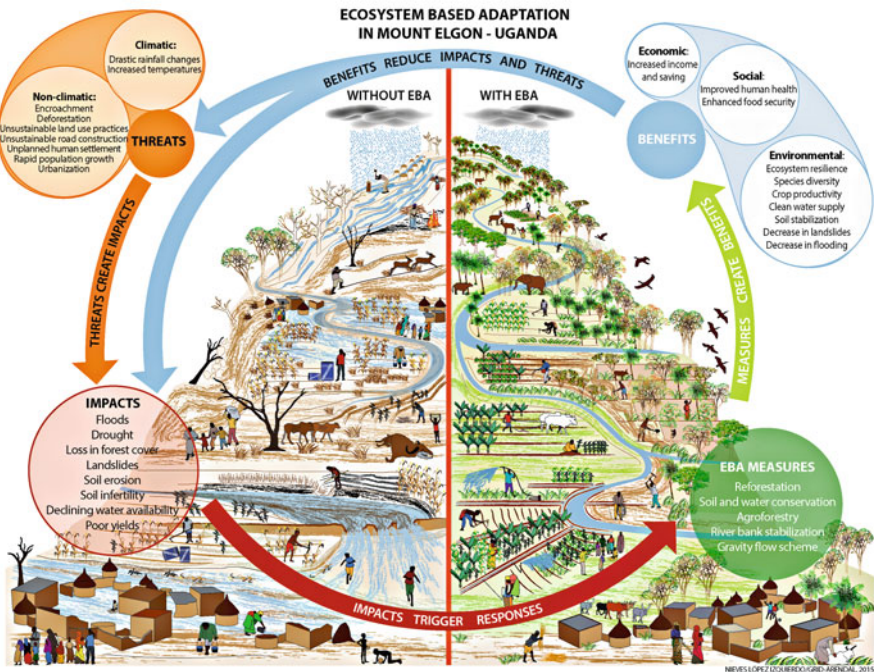 ECOSYSTEM BASED ADAPTATION
IN MOUNT ELGON - UGANDA
BENEFITS REDUCE IMPACTS AND THREATS
WITHOUT EBA
WITH EBA
Climatic:
Drastic rainfall changes
Increased temperatures
Non-climatic:
Encroachment
Deforestation
Unsustainable land use practices
Unsustainable road construction
Unplanned human settlement
Rapid population growth
Urbanization
THREATS
THREATS CREATE IMPACTS
IMPACTS
Floods
Drought
Loss in forest cover
Landslides
Soil erosion
Soil infertility
Declining water availability
Poor yields
IMPACTS TRIGGER RESPONSES
EBA MEASURES
Reforestation
Soil and water conservation
Agroforestry
River bank stabilization
Gravity flow scheme
MEASURES CREATE BENEFITS
BENEFITS
Economic:
Increased income
and saving
Social:
Improved human health
Enhanced food security
Environmental:
Ecosystem resilience
Species diversity
Crop productivity
Clean water supply
Soil stabilization
Decrease in landslides
Decrease in flooding
NIEVES LÓPEZ IZQUIERDO/GRID-ARENDAL, 2015